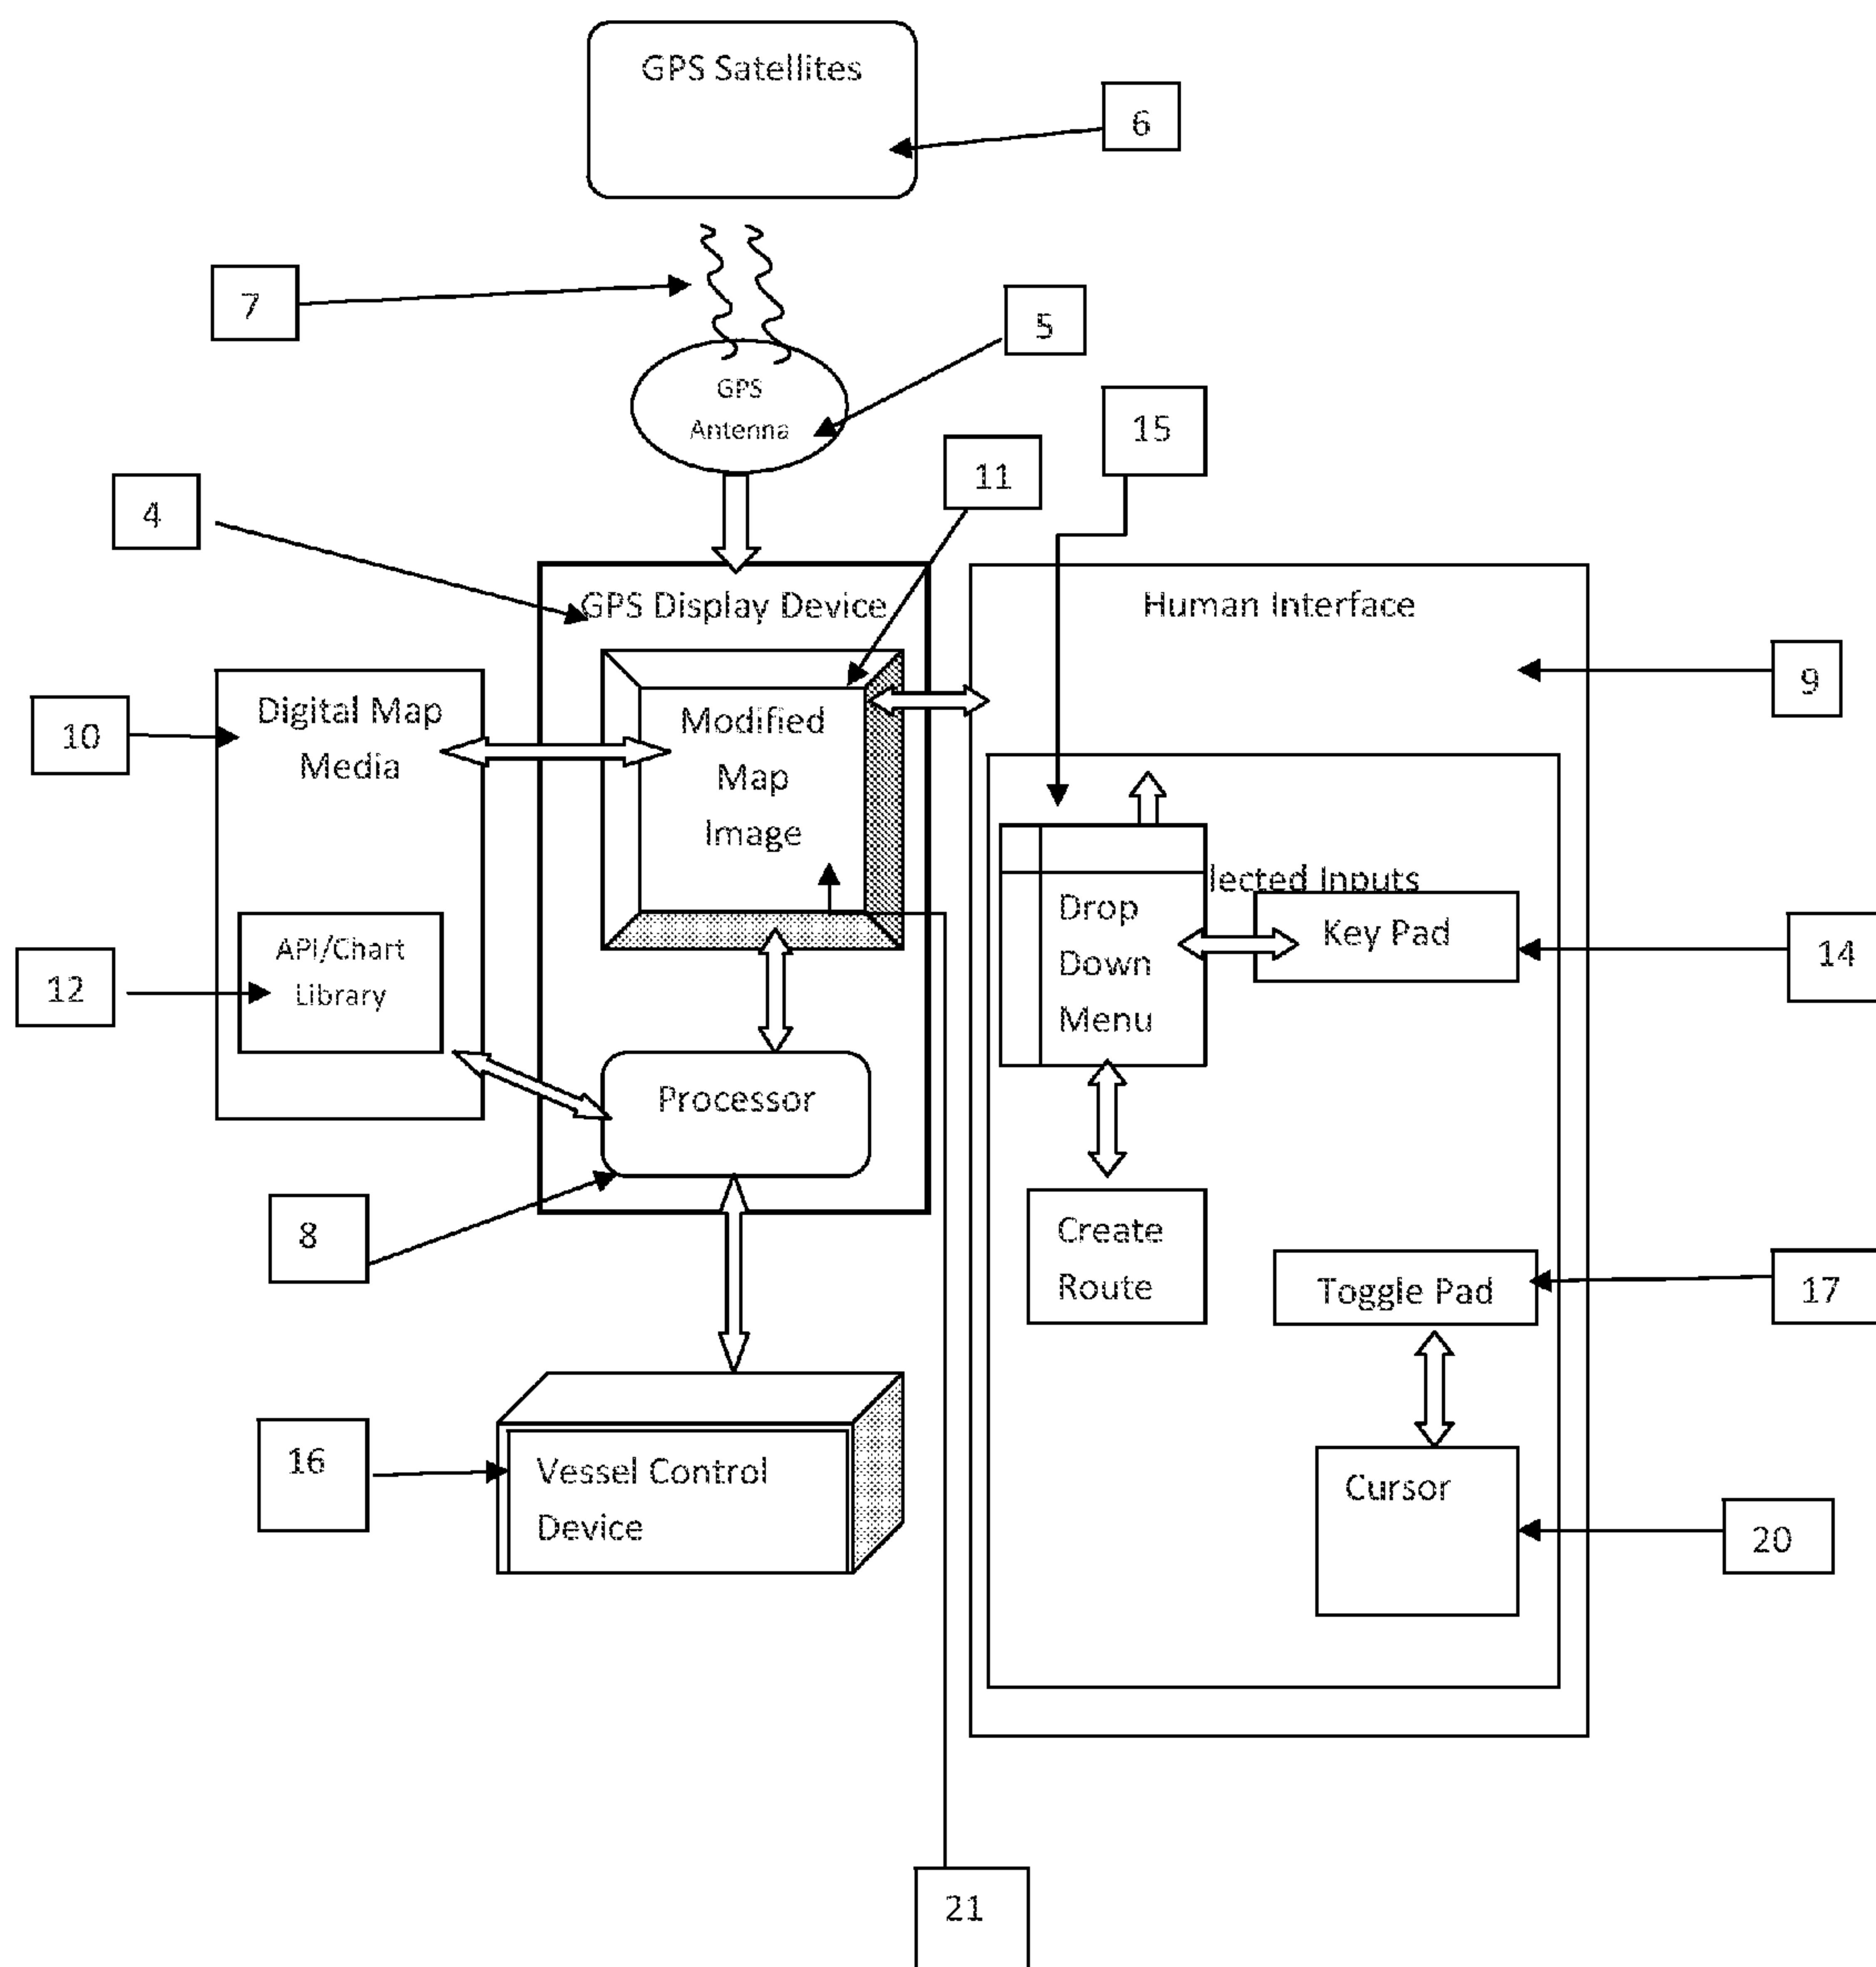 GPS Satellites
6
7
5
GPS
Antenna
15
11
4
GPS Display Device
Human Interface
9
10
Digital Map
Media
Modified
Map
Image
lected Inputs
Drop
Down
Menu
Key Pad
14
12
API/Chart
Library
Processor
8
Create
Route
Toggle Pad
17
16
Vessel Control
Device
Cursor
20
21